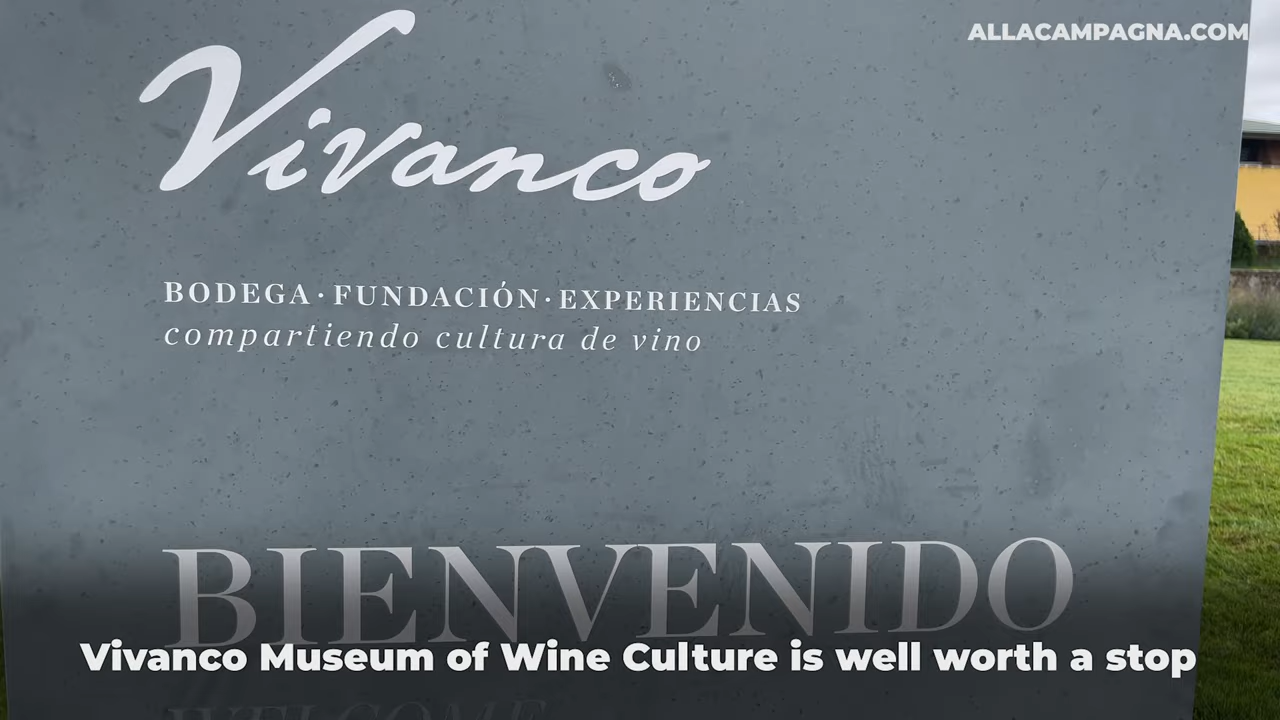 ALLACAMPAGNA.COM
Vivanco
BODEGA·FUNDACIÓN·EXPERIENCIAS
compartiendo cultura de vino
BIENVENIDO
Vivanco Museum of Wine Culture is well worth a stop
WELCOME